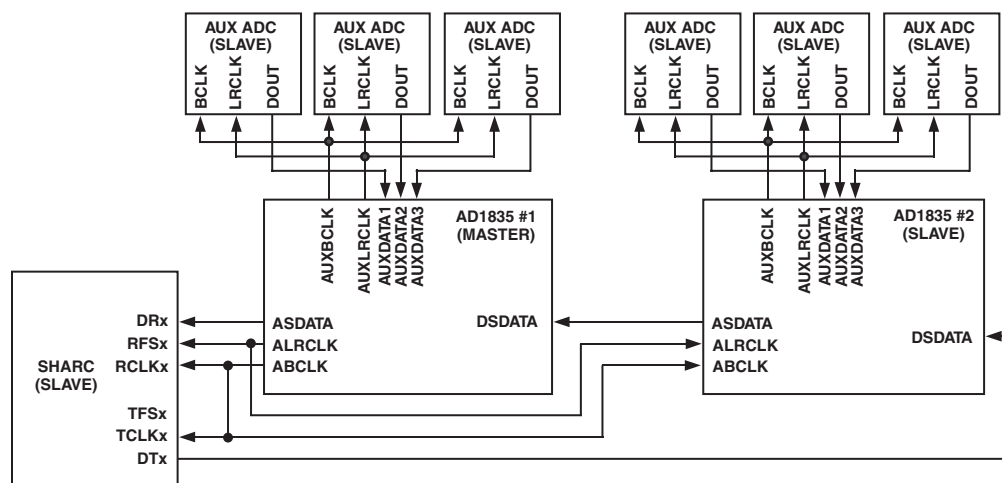 AUX ADC
(SLAVE)
BCLK
LRCLK
DOUT
AUX ADC
(SLAVE)
BCLK
LRCLK
DOUT
AUX ADC
(SLAVE)
BCLK
LRCLK
DOUT
AUX ADC
(SLAVE)
BCLK
LRCLK
DOUT
AUX ADC
(SLAVE)
BCLK
LRCLK
DOUT
AUX ADC
(SLAVE)
BCLK
LRCLK
DOUT
AUXBCLK
AUXLRCLK
AUXDATA1
AUXDATA2
AUXDATA3
AD1835 #1
(MASTER)
ASDATA
ALRCLK
ABCLK
DSDATA
AUXBCLK
AUXLRCLK
AUXDATA1
AUXDATA2
AUXDATA3
AD1835 #2
(SLAVE)
ASDATA
ALRCLK
ABCLK
DSDATA
SHARC
(SLAVE)
DRx
RFSx
RCLKx
TFSx
TCLKx
DTx